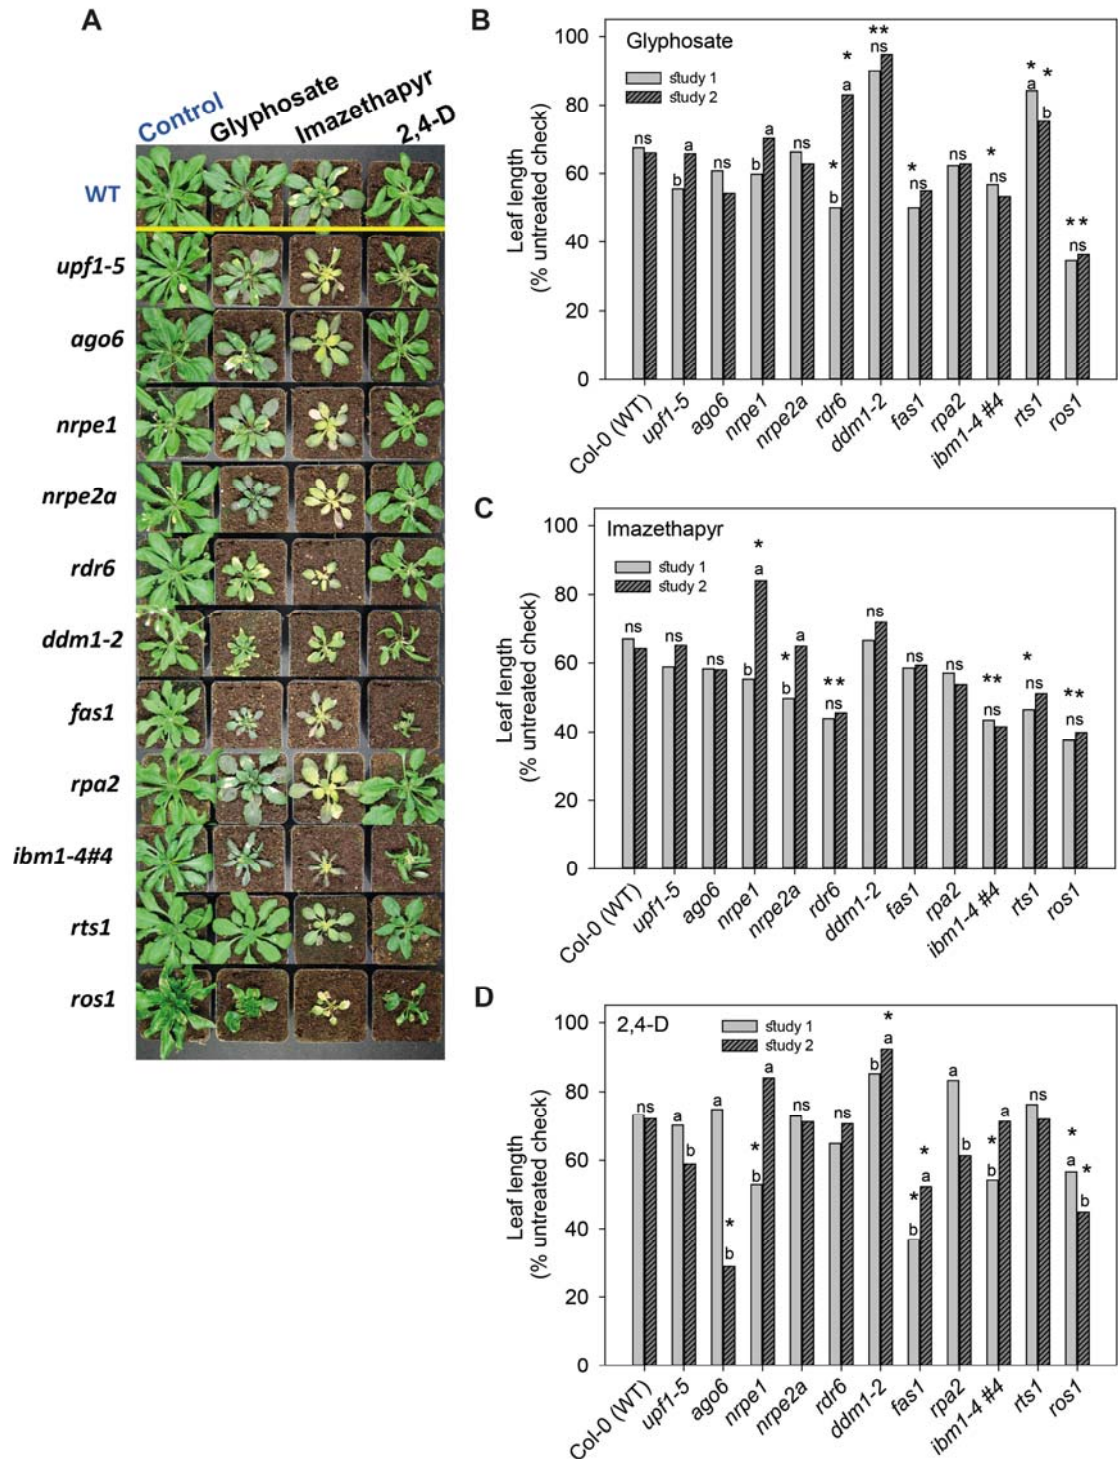 A
Control Glyphosate Imazethapyr 2,4-D
WT
upf1-5
ago6
nrpe1
nrpe2a
rdr6
ddm1-2
fas1
rpa2
ibm1-4#4
rts1
ros1
B
Glyphosate
study 1
study 2
Leaf length
(% untreated check)
100
80
60
40
20
0
ns b a ns b a ns * b * a ** ns * ns ns * ns * a * b ** ns
Col-0 (WT) upf1-5 ago6 nrpe1 nrpe2a rdr6 ddm1-2 fas1 rpa2 ibm1-4 #4 rts1 ros1
C
Imazethapyr
study 1
study 2
Leaf length
(% untreated check)
100
80
60
40
20
0
ns ns ns b * a * b a ** ns ns ns ns ** ns * ns ** ns
Col-0 (WT) upf1-5 ago6 nrpe1 nrpe2a rdr6 ddm1-2 fas1 rpa2 ibm1-4 #4 rts1 ros1
D
2,4-D
study 1
study 2
Leaf length
(% untreated check)
100
80
60
40
20
0
ns a b a * b * b a ns ns b * a * b * a a b * b a ns * a * b
Col-0 (WT) upf1-5 ago6 nrpe1 nrpe2a rdr6 ddm1-2 fas1 rpa2 ibm1-4 #4 rts1 ros1